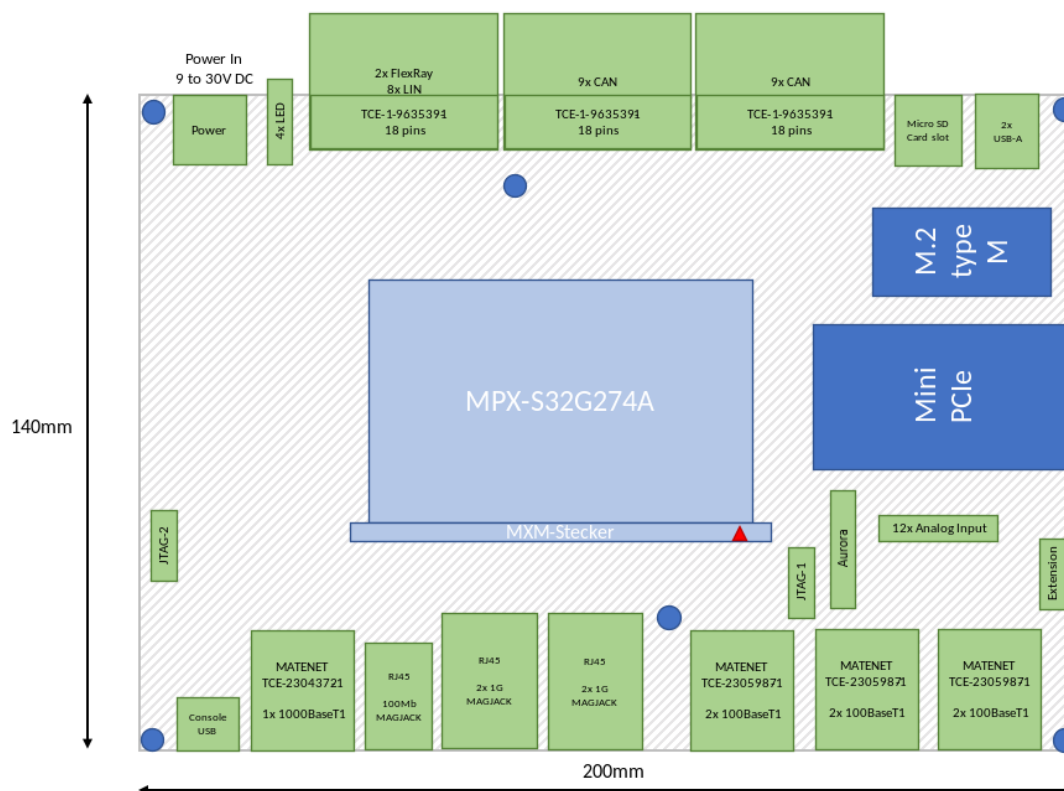 Power In
9 to 30V DC
Power
4x LED
2x FlexRay
8x LIN
TCE-1-9635391
18 pins
9x CAN
TCE-1-9635391
18 pins
9x CAN
TCE-1-9635391
18 pins
Micro SD
Card slot
2x
USB-A
M.2
type
M
Mini
PCIe
MPX-S32G274A
MXM-Stecker
140mm
JTAG-2
JTAG-1
Aurora
12x Analog Input
Extension
Console
USB
MATENET
TCE-23043721
1x 1000BaseT1
RJ45
100Mb
MAGJACK
RJ45
2x 1G
MAGJACK
RJ45
2x 1G
MAGJACK
MATENET
TCE-23059871
2x 100BaseT1
MATENET
TCE-23059871
2x 100BaseT1
MATENET
TCE-23059871
2x 100BaseT1
200mm